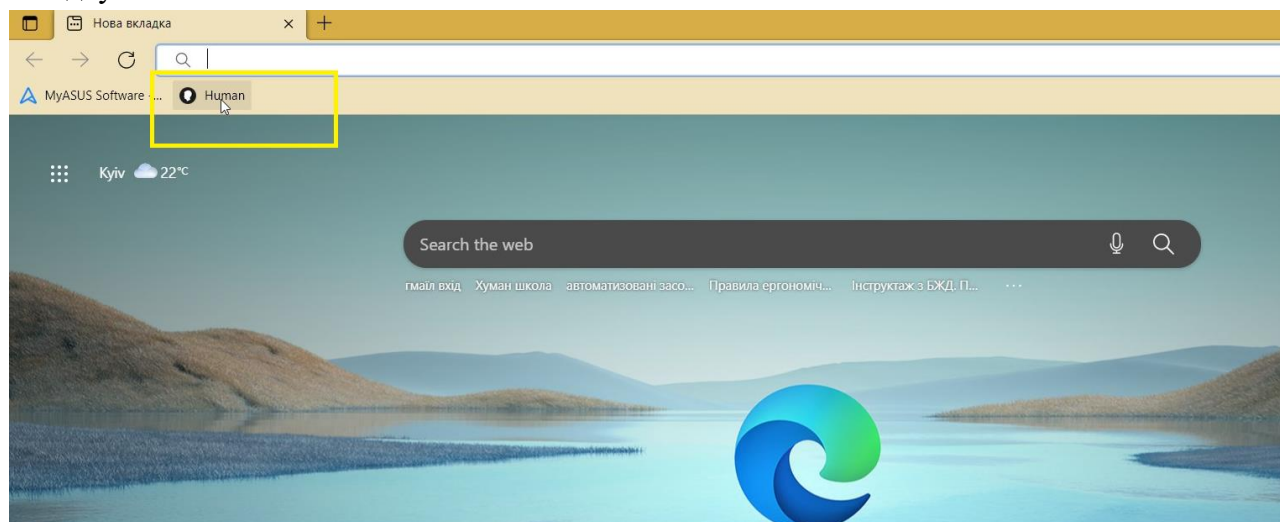 Нова вкладка
MyASUS Software -... Human
Kyiv 22°C
Search the web
гмаіл вхід Хуман школа автоматизовані засо... Правила ергономіч... Інструктаж з БЖД. П... ...